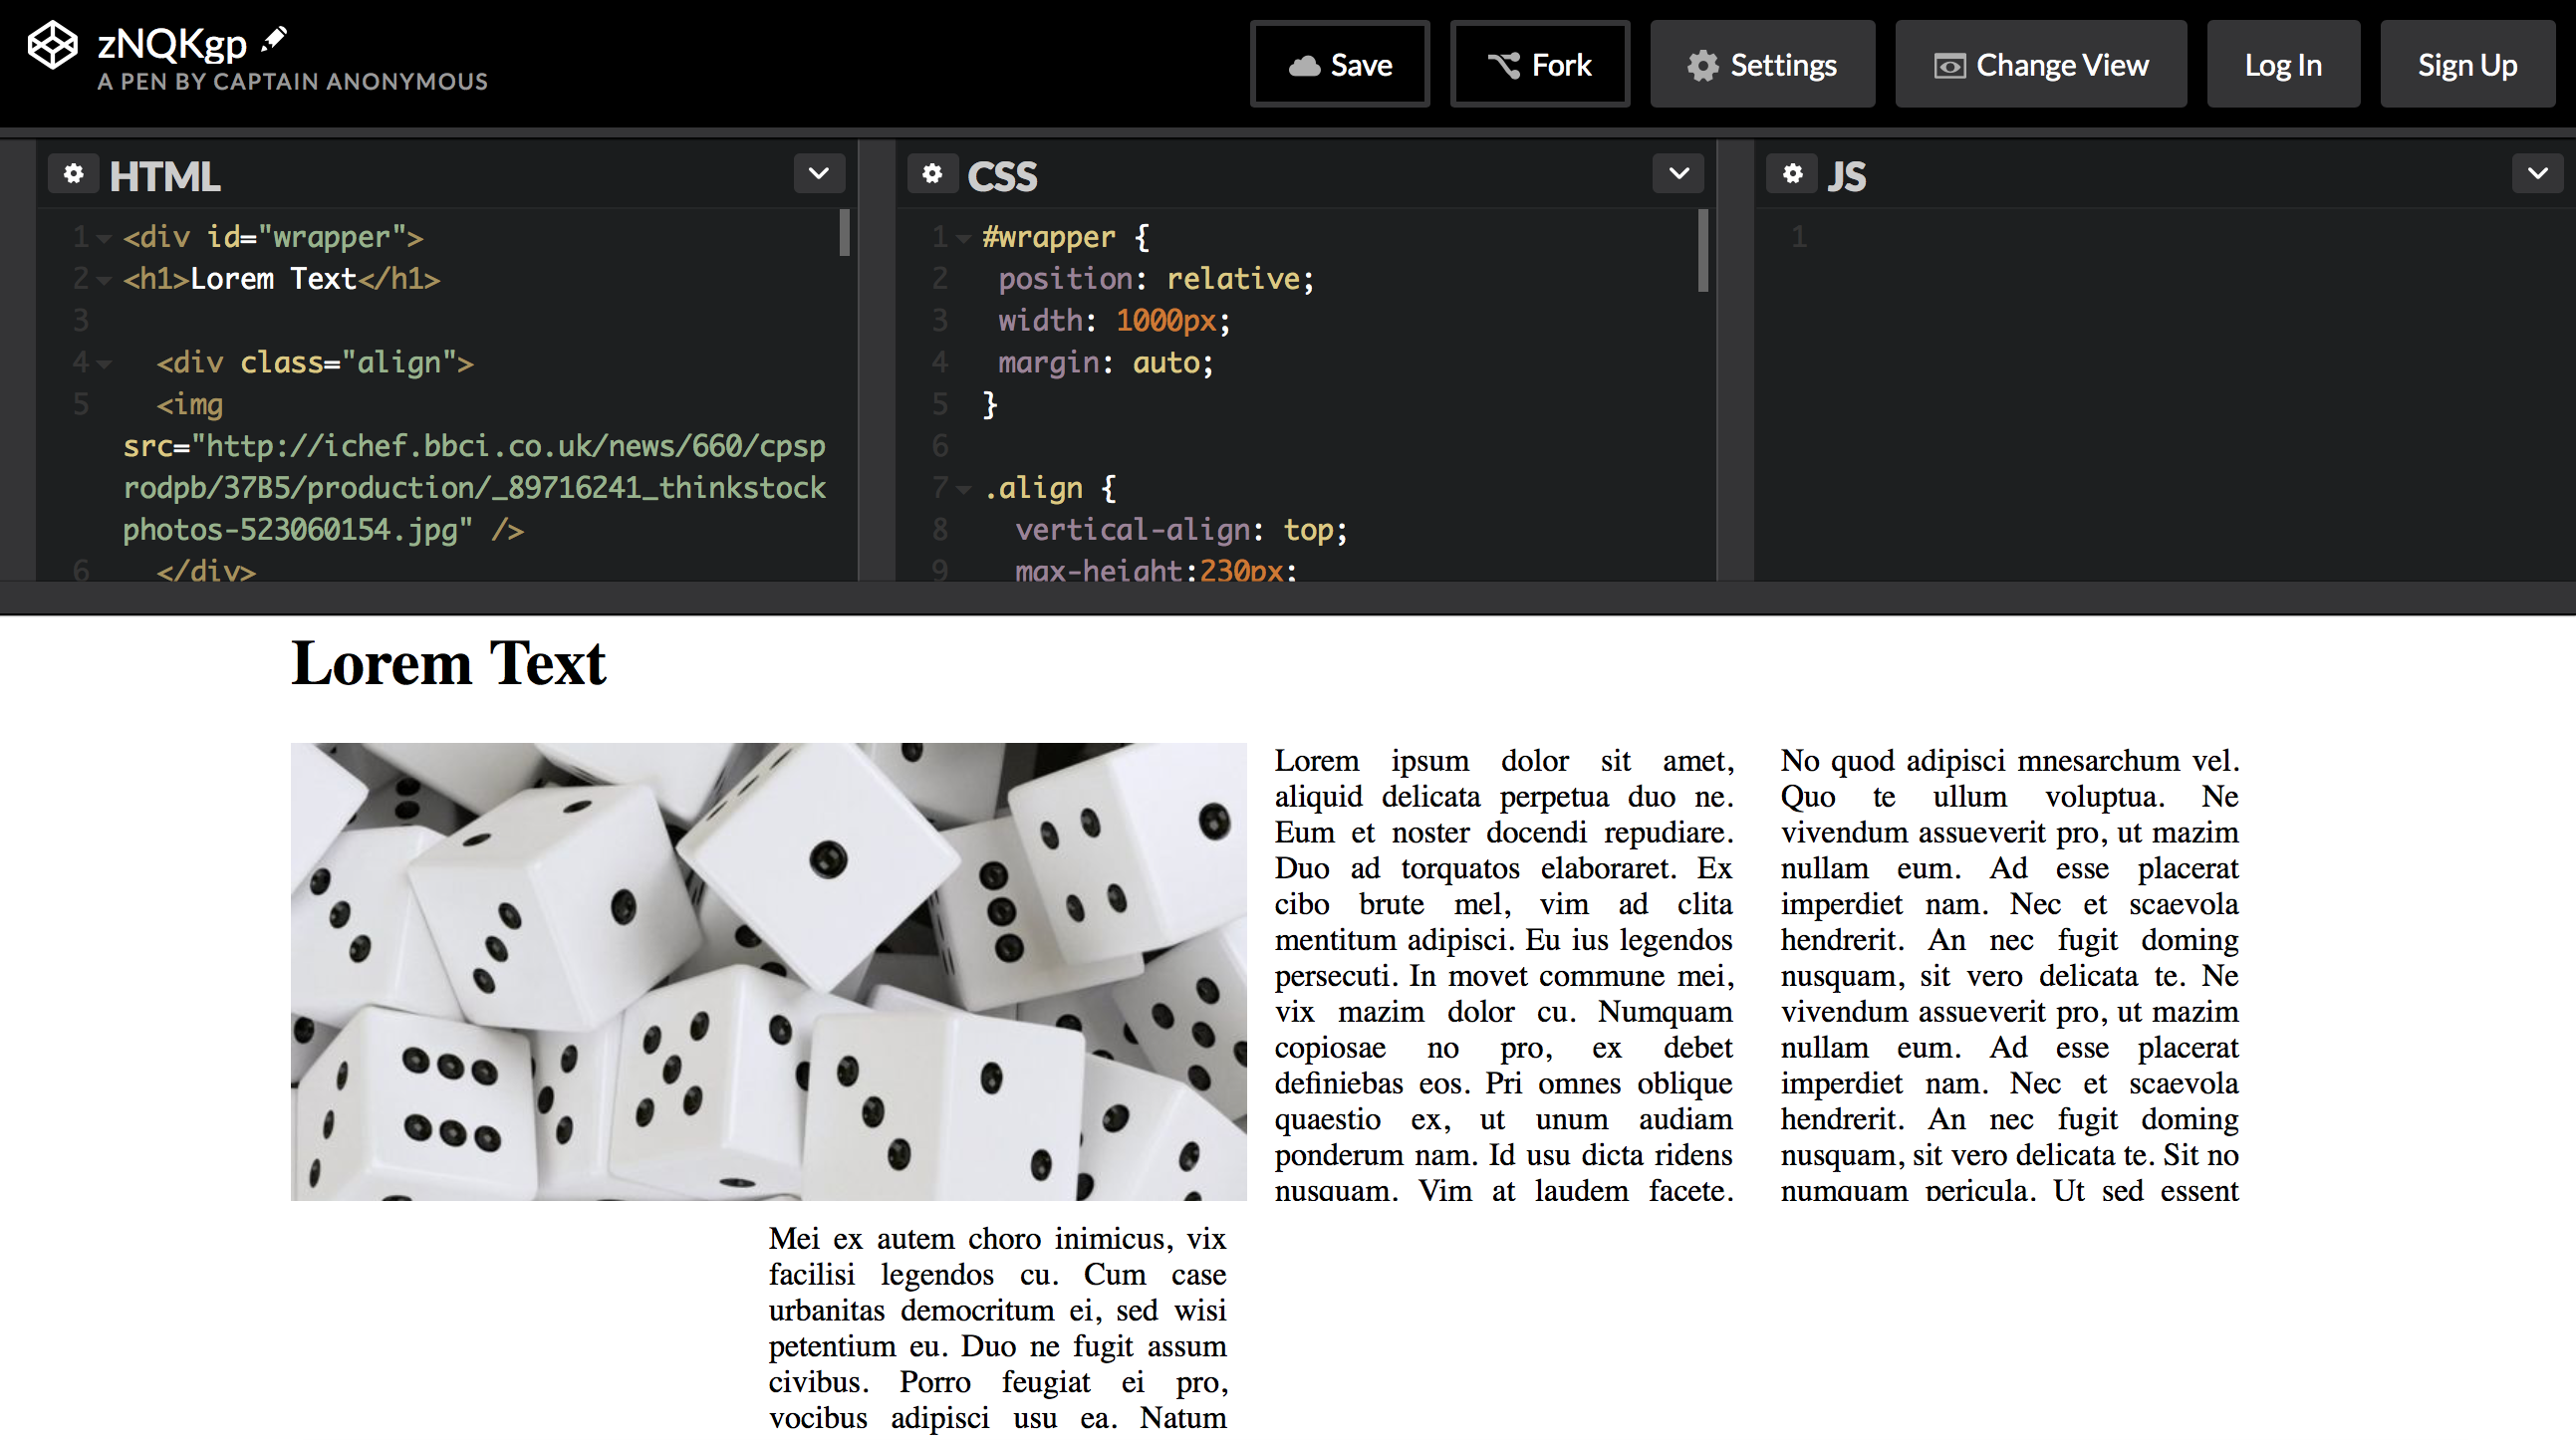 zNQKgp
A PEN BY CAPTAIN ANONYMOUS
Save
Fork
Settings
Change View
Log In
Sign Up
HTML
1 <div id="wrapper">
2 <h1>Lorem Text</h1>
3
4 <div class="align">
5 <img
src="http://ichef.bbci.co.uk/news/660/cpsp
rodpb/37B5/production/_89716241_thinkstock
photos-523060154.jpg" />
6 </div>
CSS
1 #wrapper {
2 position: relative;
3 width: 1000px;
4 margin: auto;
5 }
6
7 .align {
8 vertical-align: top;
9 max-height:230px;
JS
1
Lorem Text
Lorem ipsum dolor sit amet,
aliquid delicata perpetua duo ne.
Eum et noster docendi repudiare.
Duo ad torquatos elaboraret. Ex
cibo brute mel, vim ad clita
mentitum adipisci. Eu ius legendos
persecuti. In movet commune mei,
vix mazim dolor cu. Numquam
copiosae no pro, ex debet
definiebas eos. Pri omnes oblique
quaestio ex, ut unum audiam
ponderum nam. Id usu dicta ridens
nusquam. Vim at laudem facete.
No quod adipisci mnesarchum vel.
Quo te ullum voluptua. Ne
vivendum assueverit pro, ut mazim
nullam eum. Ad esse placerat
imperdiet nam. Nec et scaevola
hendrerit. An nec fugit doming
nusquam, sit vero delicata te. Ne
vivendum assueverit pro, ut mazim
nullam eum. Ad esse placerat
imperdiet nam. Nec et scaevola
hendrerit. An nec fugit doming
nusquam, sit vero delicata te. Sit no
numquam pericula. Ut sed essent
Mei ex autem choro inimicus, vix
facilisi legendos cu. Cum case
urbanitas democritum ei, sed wisi
petentium eu. Duo ne fugit assum
civibus. Porro feugiat ei pro,
vocibus adipisci usu ea. Natum